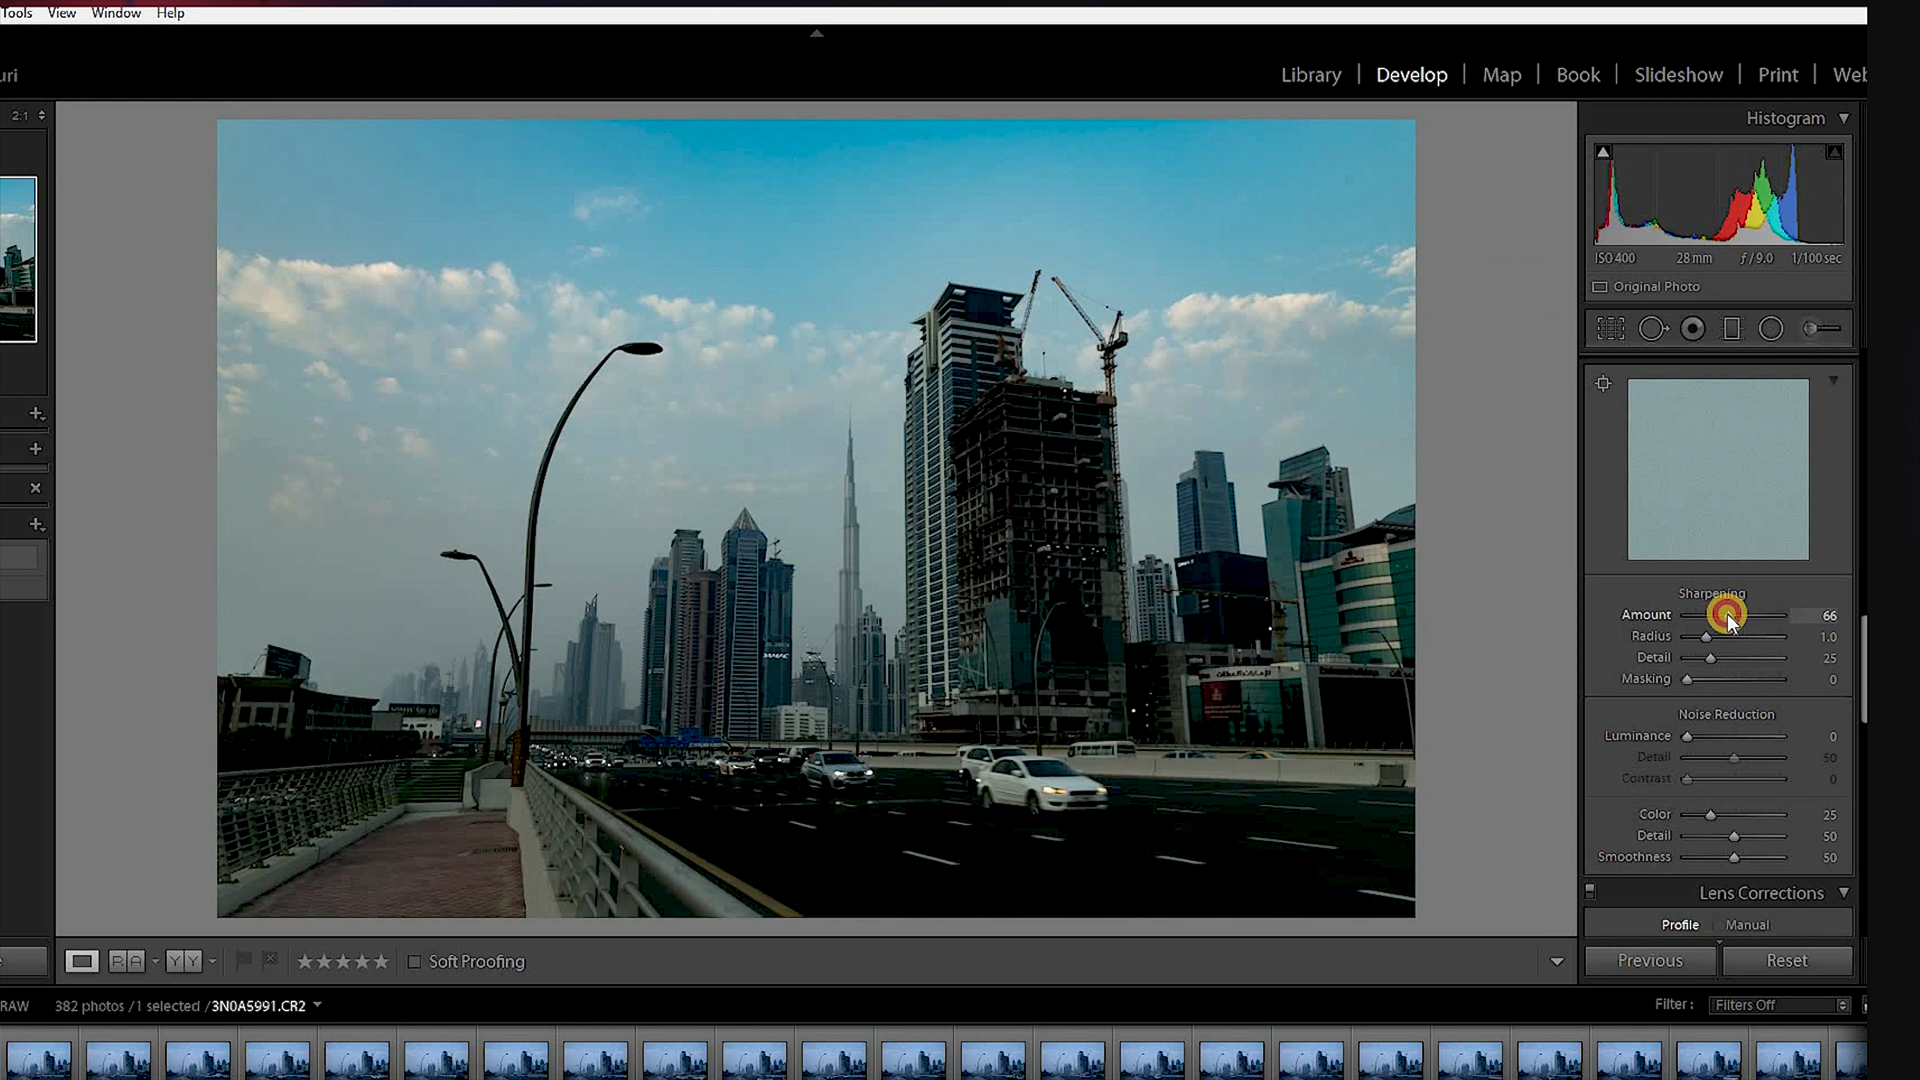 Tools View Window Help
uri
Library | Develop | Map | Book | Slideshow | Print | Web
2:1
Histogram
ISO 400 28 mm ƒ / 9.0 1/100 sec
Original Photo
Sharpening
Amount 66
Radius 1.0
Detail 25
Masking 0
Noise Reduction
Luminance 0
Detail 50
Contrast 0
Color 25
Detail 50
Smoothness 50
Lens Corrections
Profile Manual
Previous Reset
R A Y Y Soft Proofing
RAW 382 photos / 1 selected / 3N0A5991.CR2
Filter : Filters Off